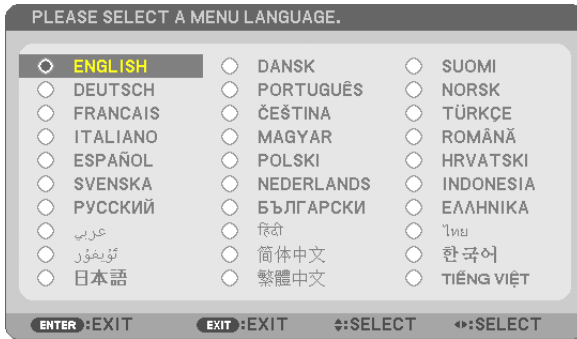 PLEASE SELECT A MENU LANGUAGE.
ENGLISH DANSK SUOMI
DEUTSCH PORTUGUÊS NORSK
FRANCAIS ČEŠTINA TÜRKÇE
ITALIANO MAGYAR ROMÂNĂ
ESPAÑOL POLSKI HRVATSKI
SVENSKA NEDERLANDS INDONESIA
РУССКИЙ БЪЛГАРСКИ ΕΛΛΗΝΙΚΑ
عربي हिंदी ไทย
ئۇيغۇر 简体中文 한국어
日本語 繁體中文 TIẾNG VIỆT
ENTER :EXIT EXIT :EXIT :SELECT :SELECT